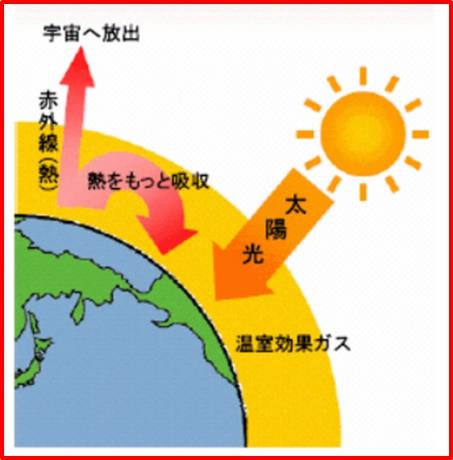 宇宙へ放出
赤外線(熱)
熱をもっと吸収
太陽光
温室効果ガス